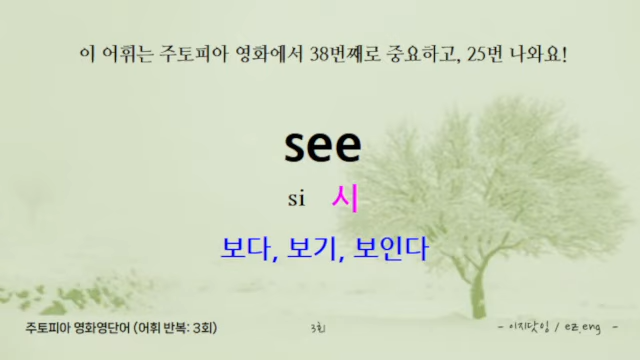 이 어휘는 주토피아 영화에서 38번째로 중요하고, 25번 나와요!
see
si 시
보다, 보기, 보인다
주토피아 영화영단어 (어휘 반복: 3회) 3회 - 이지닷잉 / ez.eng -